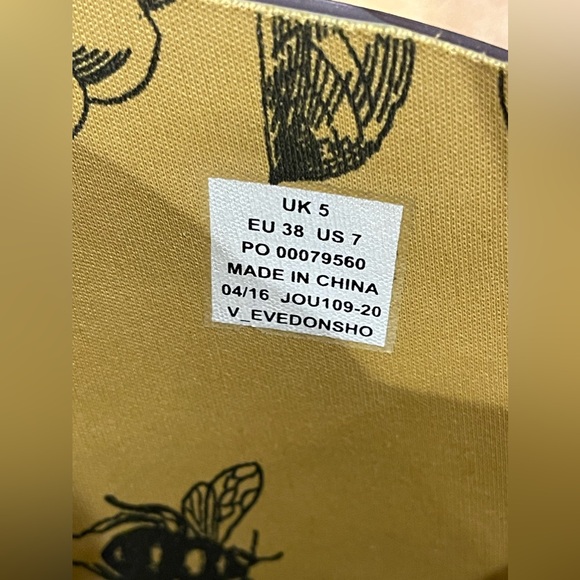 UK 5
EU 38 US 7
PO 00079560
MADE IN CHINA
04/16 JOU109-20
V_EVEDONSHO